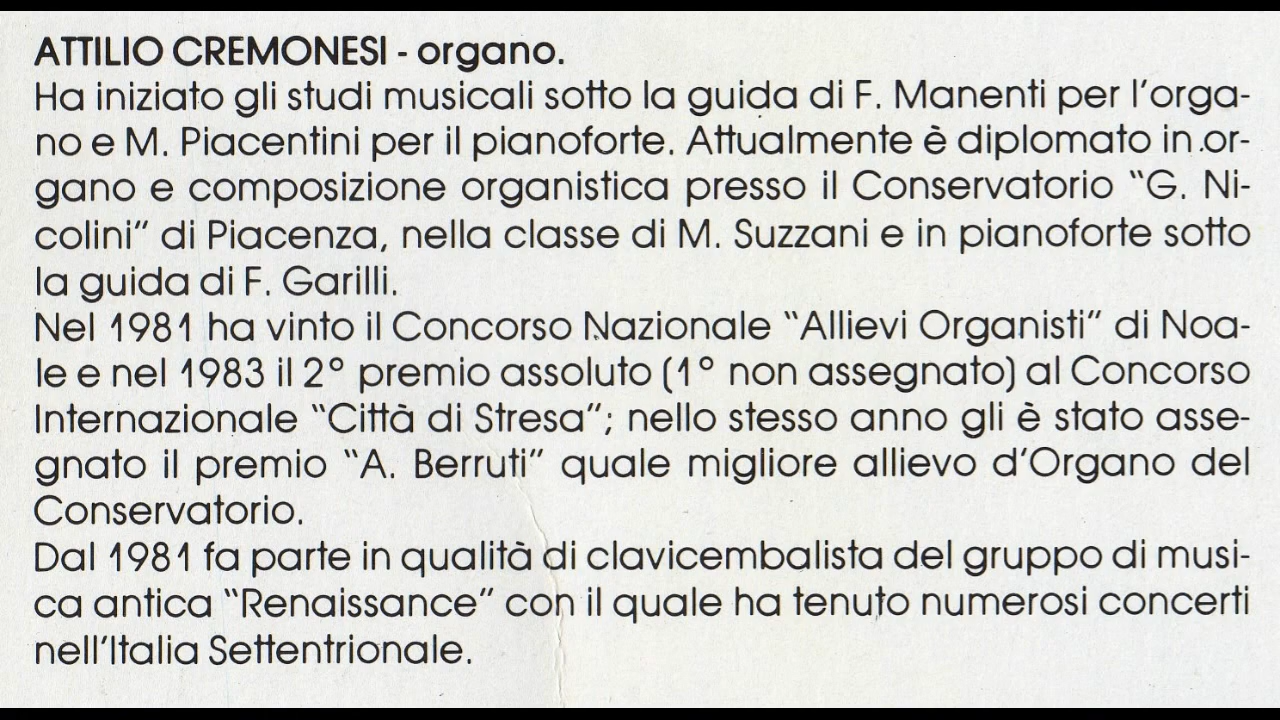 ATTILIO CREMONESI - organo.
Ha iniziato gli studi musicali sotto la guida di F. Manenti per l'orga-
no e M. Piacentini per il pianoforte. Attualmente è diplomato in or-
gano e composizione organistica presso il Conservatorio "G. Ni-
colini" di Piacenza, nella classe di M. Suzzani e in pianoforte sotto
la guida di F. Garilli.
Nel 1981 ha vinto il Concorso Nazionale "Allievi Organisti" di Noa-
le e nel 1983 il 2° premio assoluto (1° non assegnato) al Concorso
Internazionale "Città di Stresa"; nello stesso anno gli è stato asse-
gnato il premio "A. Berruti" quale migliore allievo d'Organo del
Conservatorio.
Dal 1981 fa parte in qualità di clavicembalista del gruppo di musi-
ca antica "Renaissance" con il quale ha tenuto numerosi concerti
nell'Italia Settentrionale.